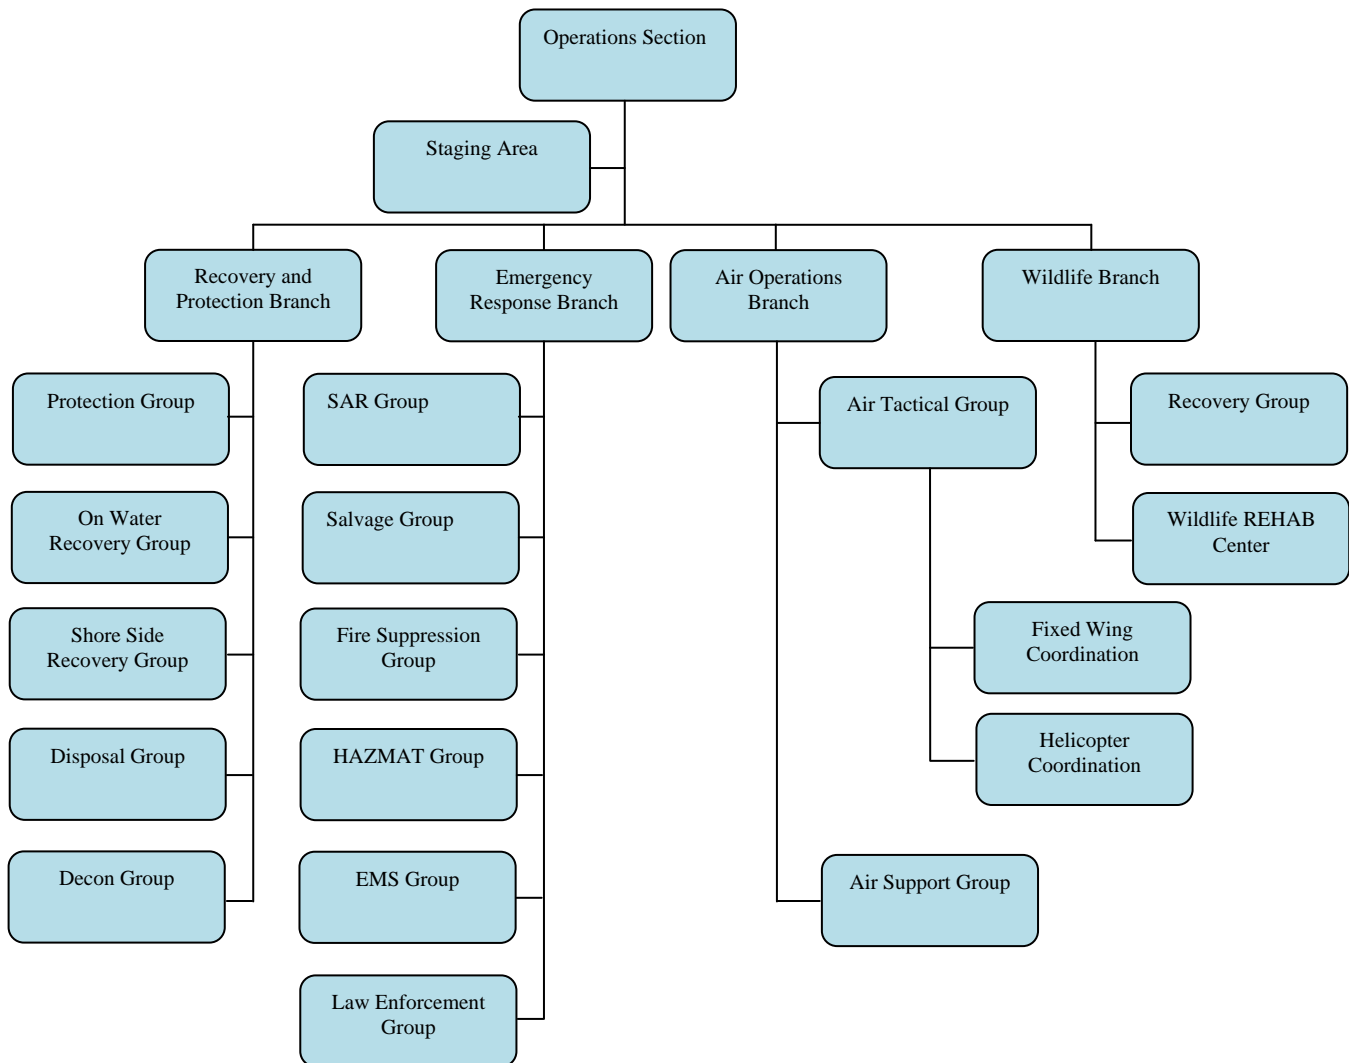 Operations Section
Staging Area
Recovery and
Protection Branch
Emergency
Response Branch
Air Operations
Branch
Wildlife Branch
Protection Group
SAR Group
Air Tactical Group
Recovery Group
On Water
Recovery Group
Salvage Group
Wildlife REHAB
Center
Shore Side
Recovery Group
Fire Suppression
Group
Fixed Wing
Coordination
Disposal Group
HAZMAT Group
Helicopter
Coordination
Decon Group
EMS Group
Air Support Group
Law Enforcement
Group